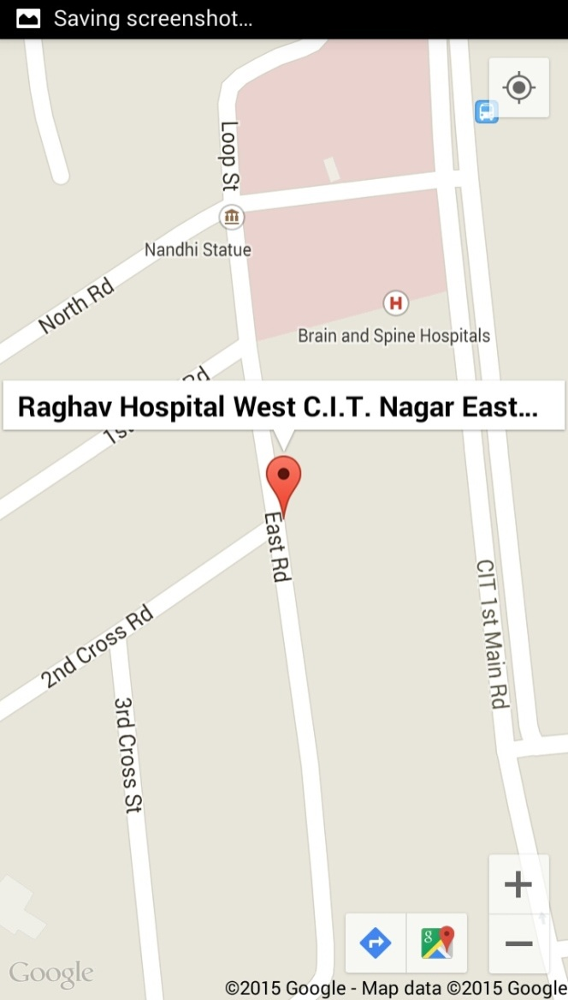 Saving screenshot...
Loop St
Nandhi Statue
North Rd
H
Brain and Spine Hospitals
Rd
Raghav Hospital West C.I.T. Nagar East...
1s
East Rd
CIT 1st Main Rd
2nd Cross Rd
3rd Cross St
+
−
g
Google
©2015 Google - Map data ©2015 Google